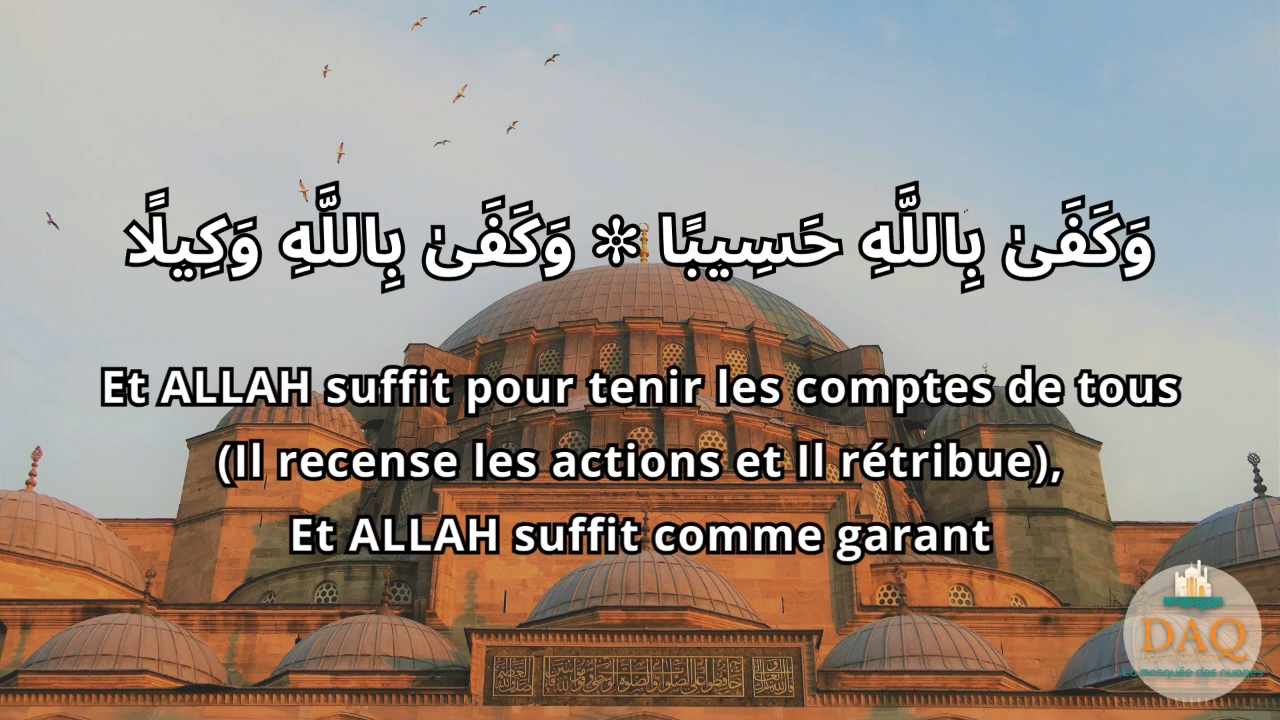 وَكَفَىٰ بِاللَّهِ حَسِيبًا ✼ وَكَفَىٰ بِاللَّهِ وَكِيلًا
Et ALLAH suffit pour tenir les comptes de tous
(Il recense les actions et Il rétribue),
Et ALLAH suffit comme garant
DAQ
La mosquée des nuages